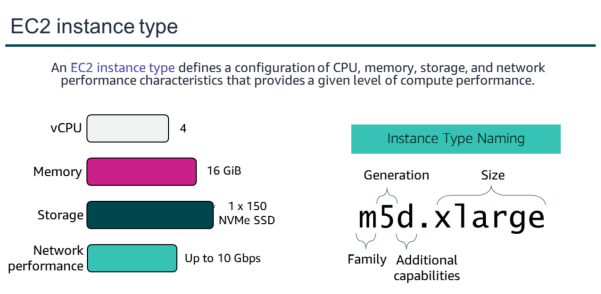 EC2 instance type
An EC2 instance type defines a configuration of CPU, memory, storage, and network
performance characteristics that provides a given level of compute performance.
vCPU 4
Memory 16 GiB
Storage 1 x 150
NVMe SSD
Network
performance Up to 10 Gbps
Instance Type Naming
Generation Size
m5d.xlarge
Family Additional
capabilities